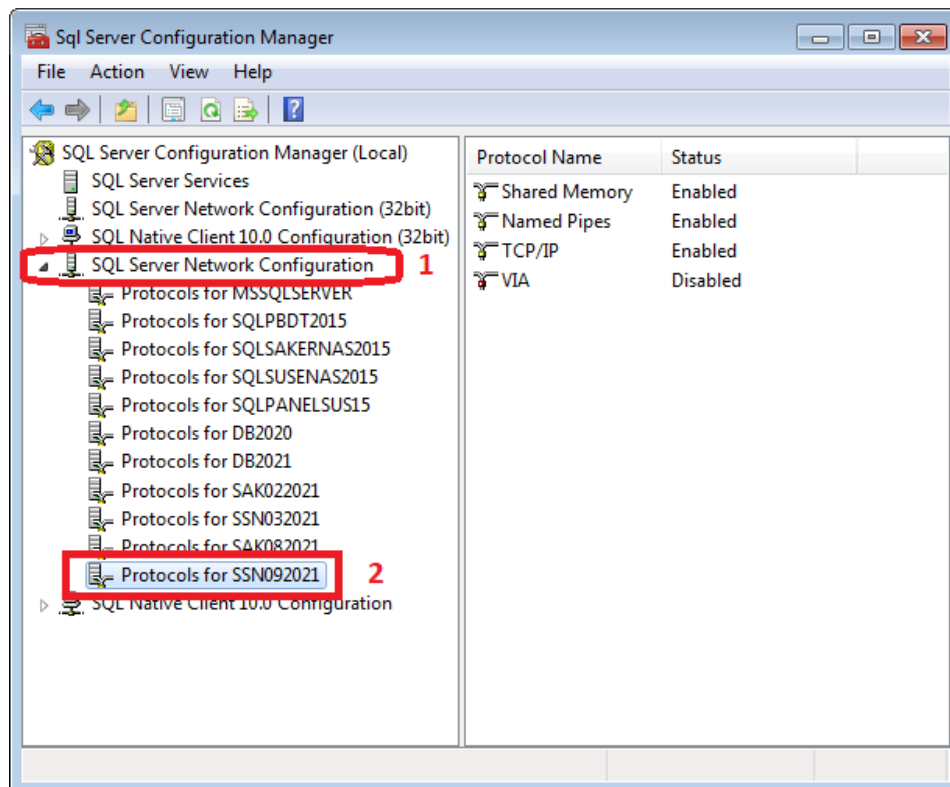 Sql Server Configuration Manager
File Action View Help
SQL Server Configuration Manager (Local)
SQL Server Services
SQL Server Network Configuration (32bit)
SQL Native Client 10.0 Configuration (32bit)
SQL Server Network Configuration 1
Protocols for MSSQLSERVER
Protocols for SQLPBDT2015
Protocols for SQLSAKERNAS2015
Protocols for SQLSUSENAS2015
Protocols for SQLPANELSUS15
Protocols for DB2020
Protocols for DB2021
Protocols for SAK022021
Protocols for SSN032021
Protocols for SAK082021
Protocols for SSN092021 2
SQL Native Client 10.0 Configuration
Protocol Name Status
Shared Memory Enabled
Named Pipes Enabled
TCP/IP Enabled
VIA Disabled